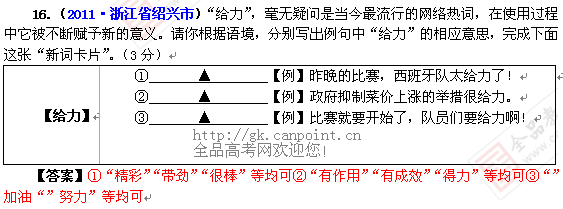 16.（2011·浙江省绍兴市）“给力”，毫无疑问是当今最流行的网络热词，在使用过程
中它被不断赋予新的意义。请你根据语境，分别写出例句中“给力”的相应意思，完成下面
这张“新词卡片”。（3 分）
【给力】
①▲【例】昨晚的比赛，西班牙队太给力了！
②▲【例】政府抑制菜价上涨的举措很给力。
③▲【例】比赛就要开始了，队员们要给力啊！
http://gk.canpoint.cn
全品高考网欢迎您！
【答案】①“精彩”“带劲”“很棒”等均可②“有作用”“有成效”“得力”等均可③“”
加油“”努力”等均可